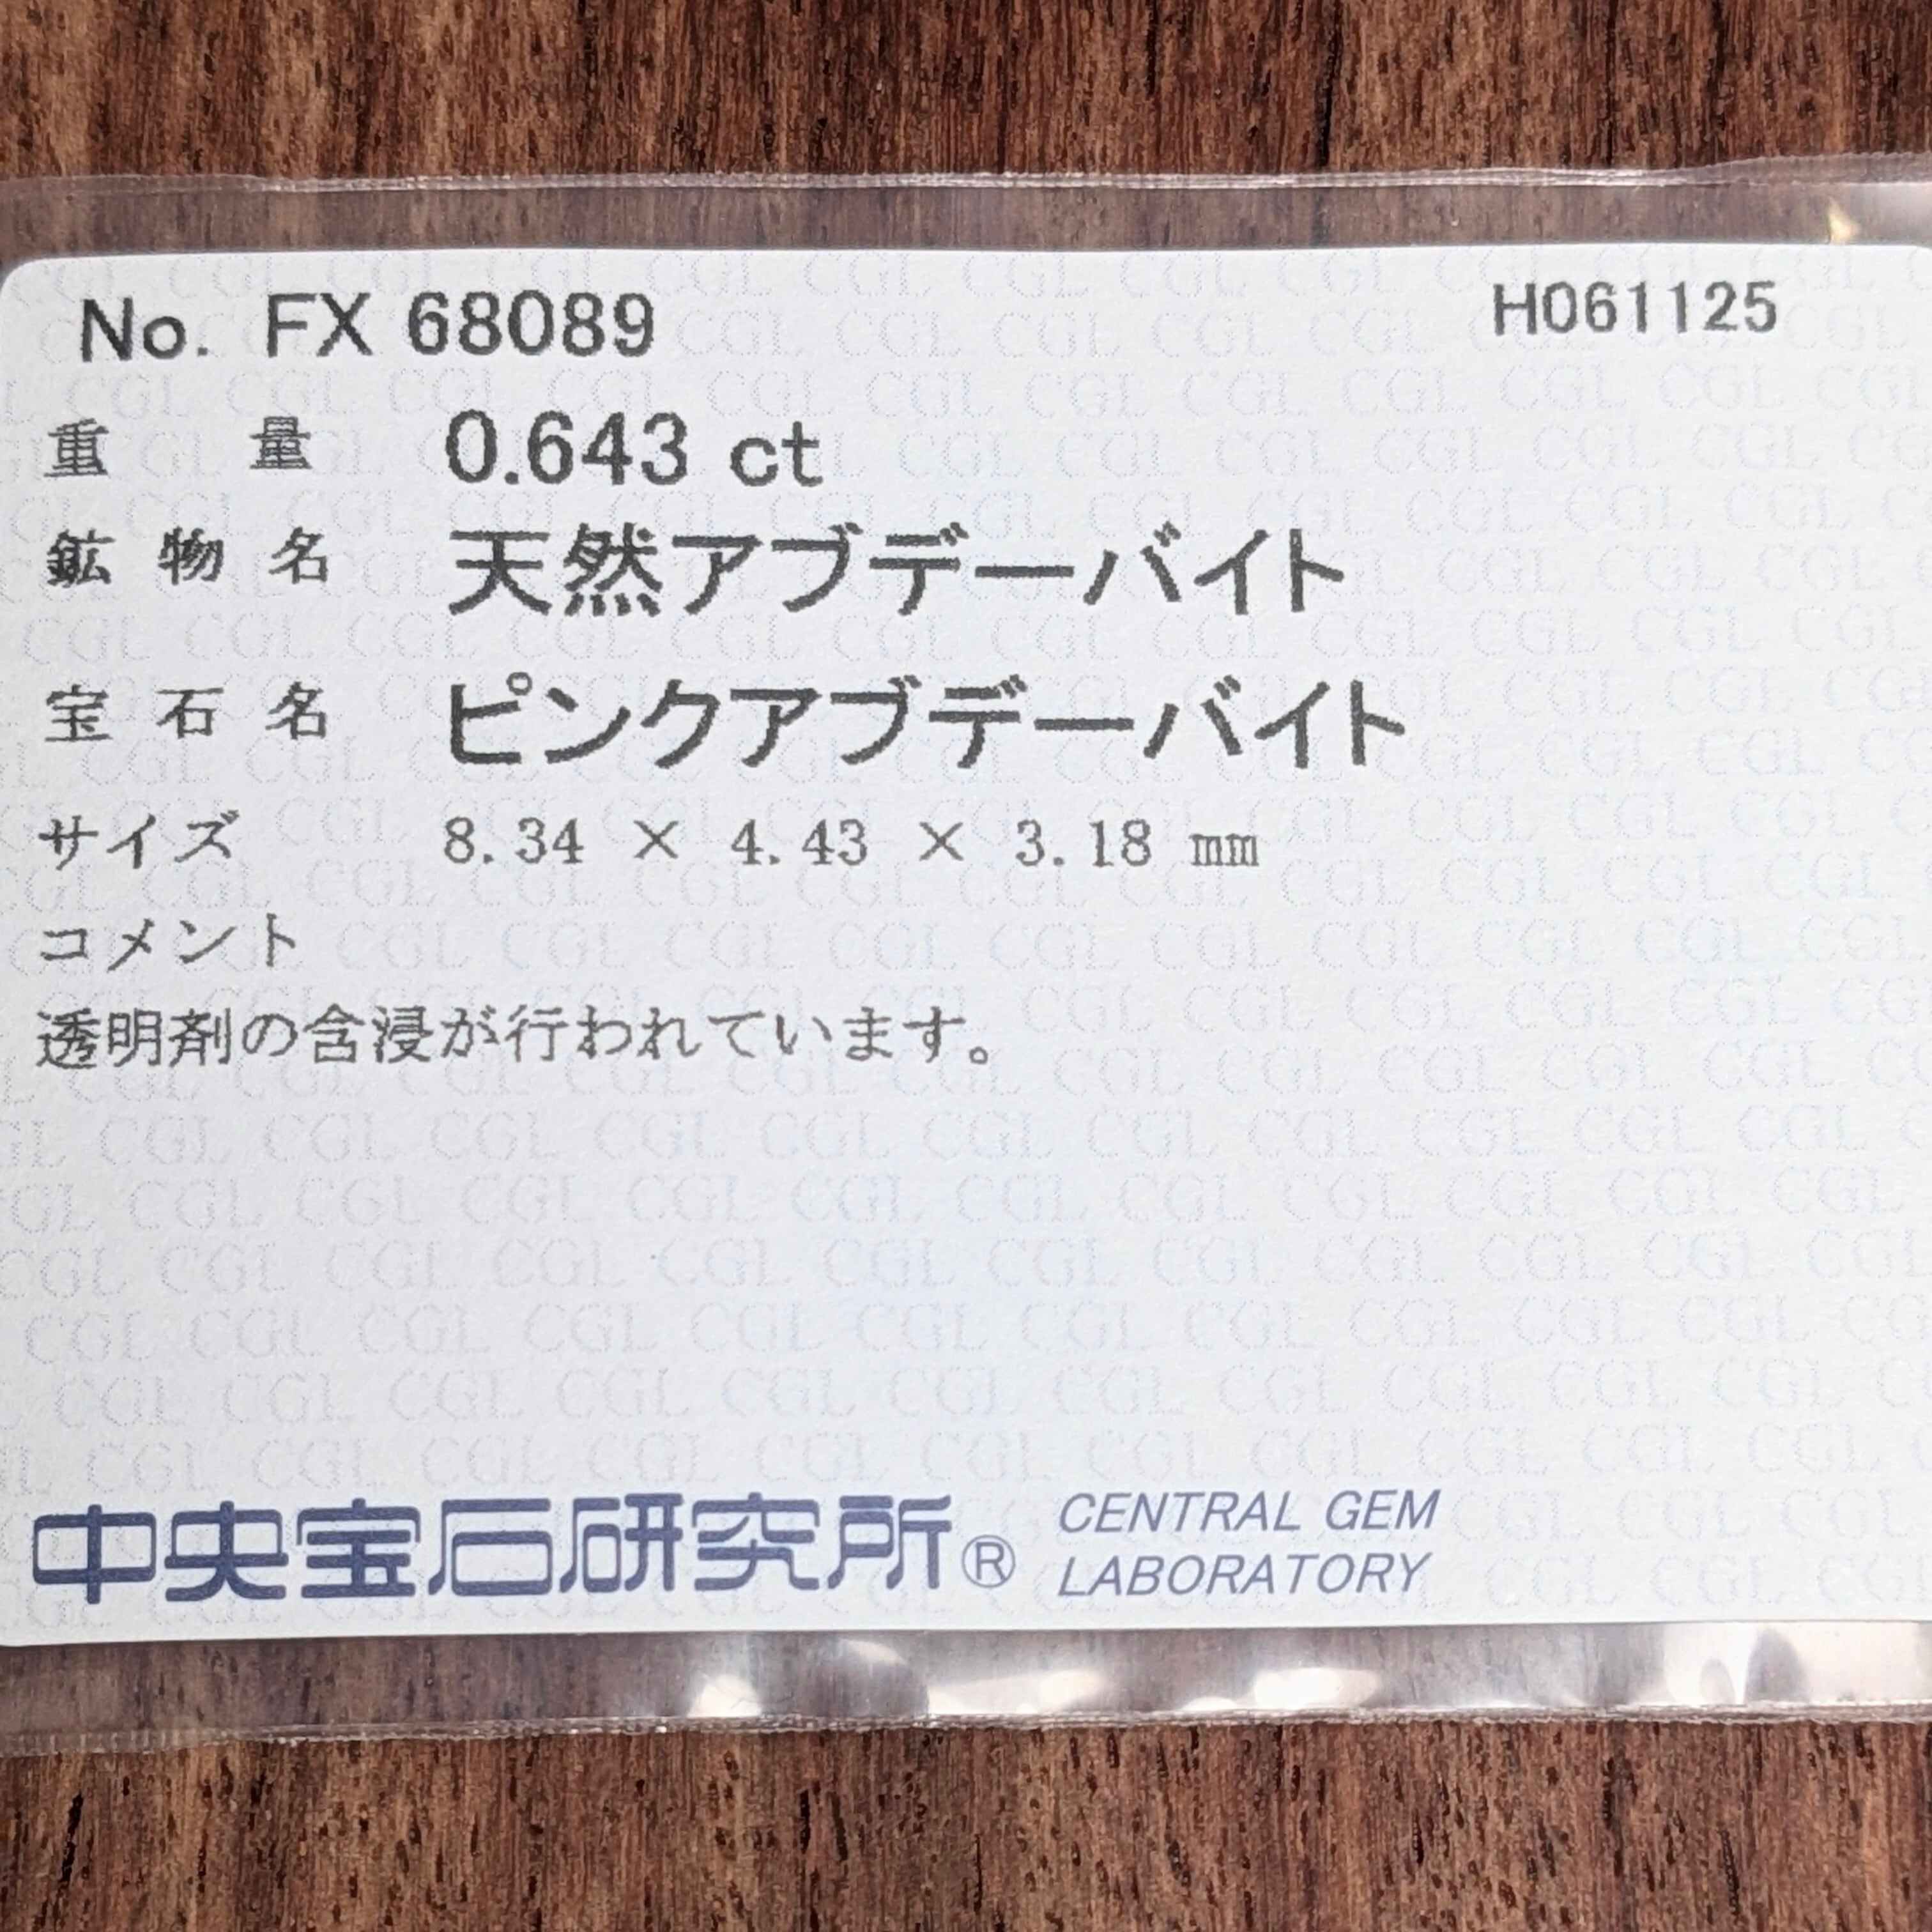 No. FX 68089 H061125
重量 0.643 ct
鉱物名 天然アブデーバイト
宝石名 ピンクアブデーバイト
サイズ 8.34 × 4.43 × 3.18 mm
コメント
透明剤の含浸が行われています。
中央宝石研究所® CENTRAL GEM
LABORATORY